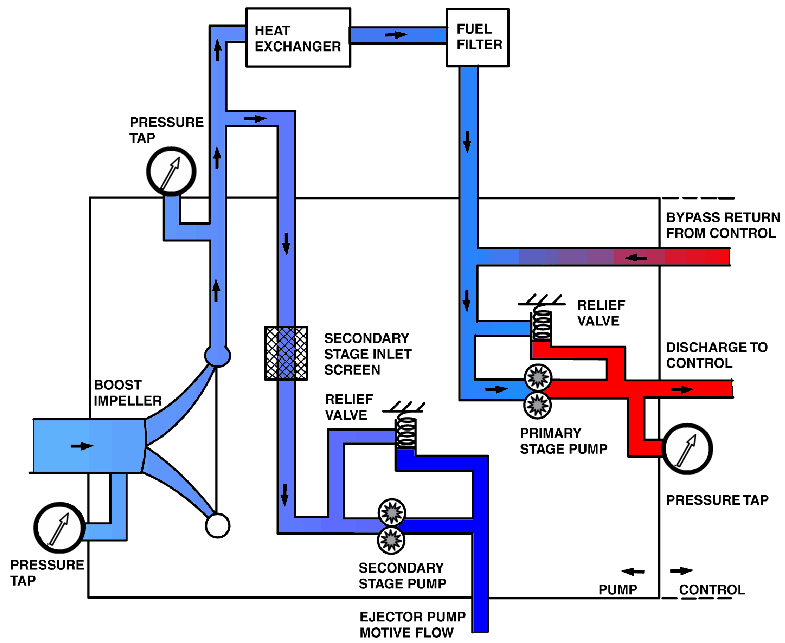 HEAT
EXCHANGER
FUEL
FILTER
PRESSURE
TAP
BYPASS RETURN
FROM CONTROL
RELIEF
VALVE
SECONDARY
STAGE INLET
SCREEN
DISCHARGE TO
CONTROL
BOOST
IMPELLER
RELIEF
VALVE
PRIMARY
STAGE PUMP
PRESSURE TAP
PRESSURE
TAP
SECONDARY
STAGE PUMP
PUMP
CONTROL
EJECTOR PUMP
MOTIVE FLOW